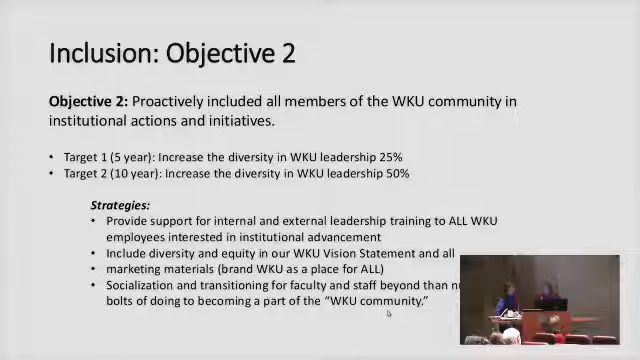 Inclusion: Objective 2
Objective 2: Proactively included all members of the WKU community in
institutional actions and initiatives.
• Target 1 (5 year): Increase the diversity in WKU leadership 25%
• Target 2 (10 year): Increase the diversity in WKU leadership 50%
Strategies:
• Provide support for internal and external leadership training to ALL WKU
employees interested in institutional advancement
• Include diversity and equity in our WKU Vision Statement and all
• marketing materials (brand WKU as a place for ALL)
• Socialization and transitioning for faculty and staff beyond than
bolts of doing to becoming a part of the “WKU community.”